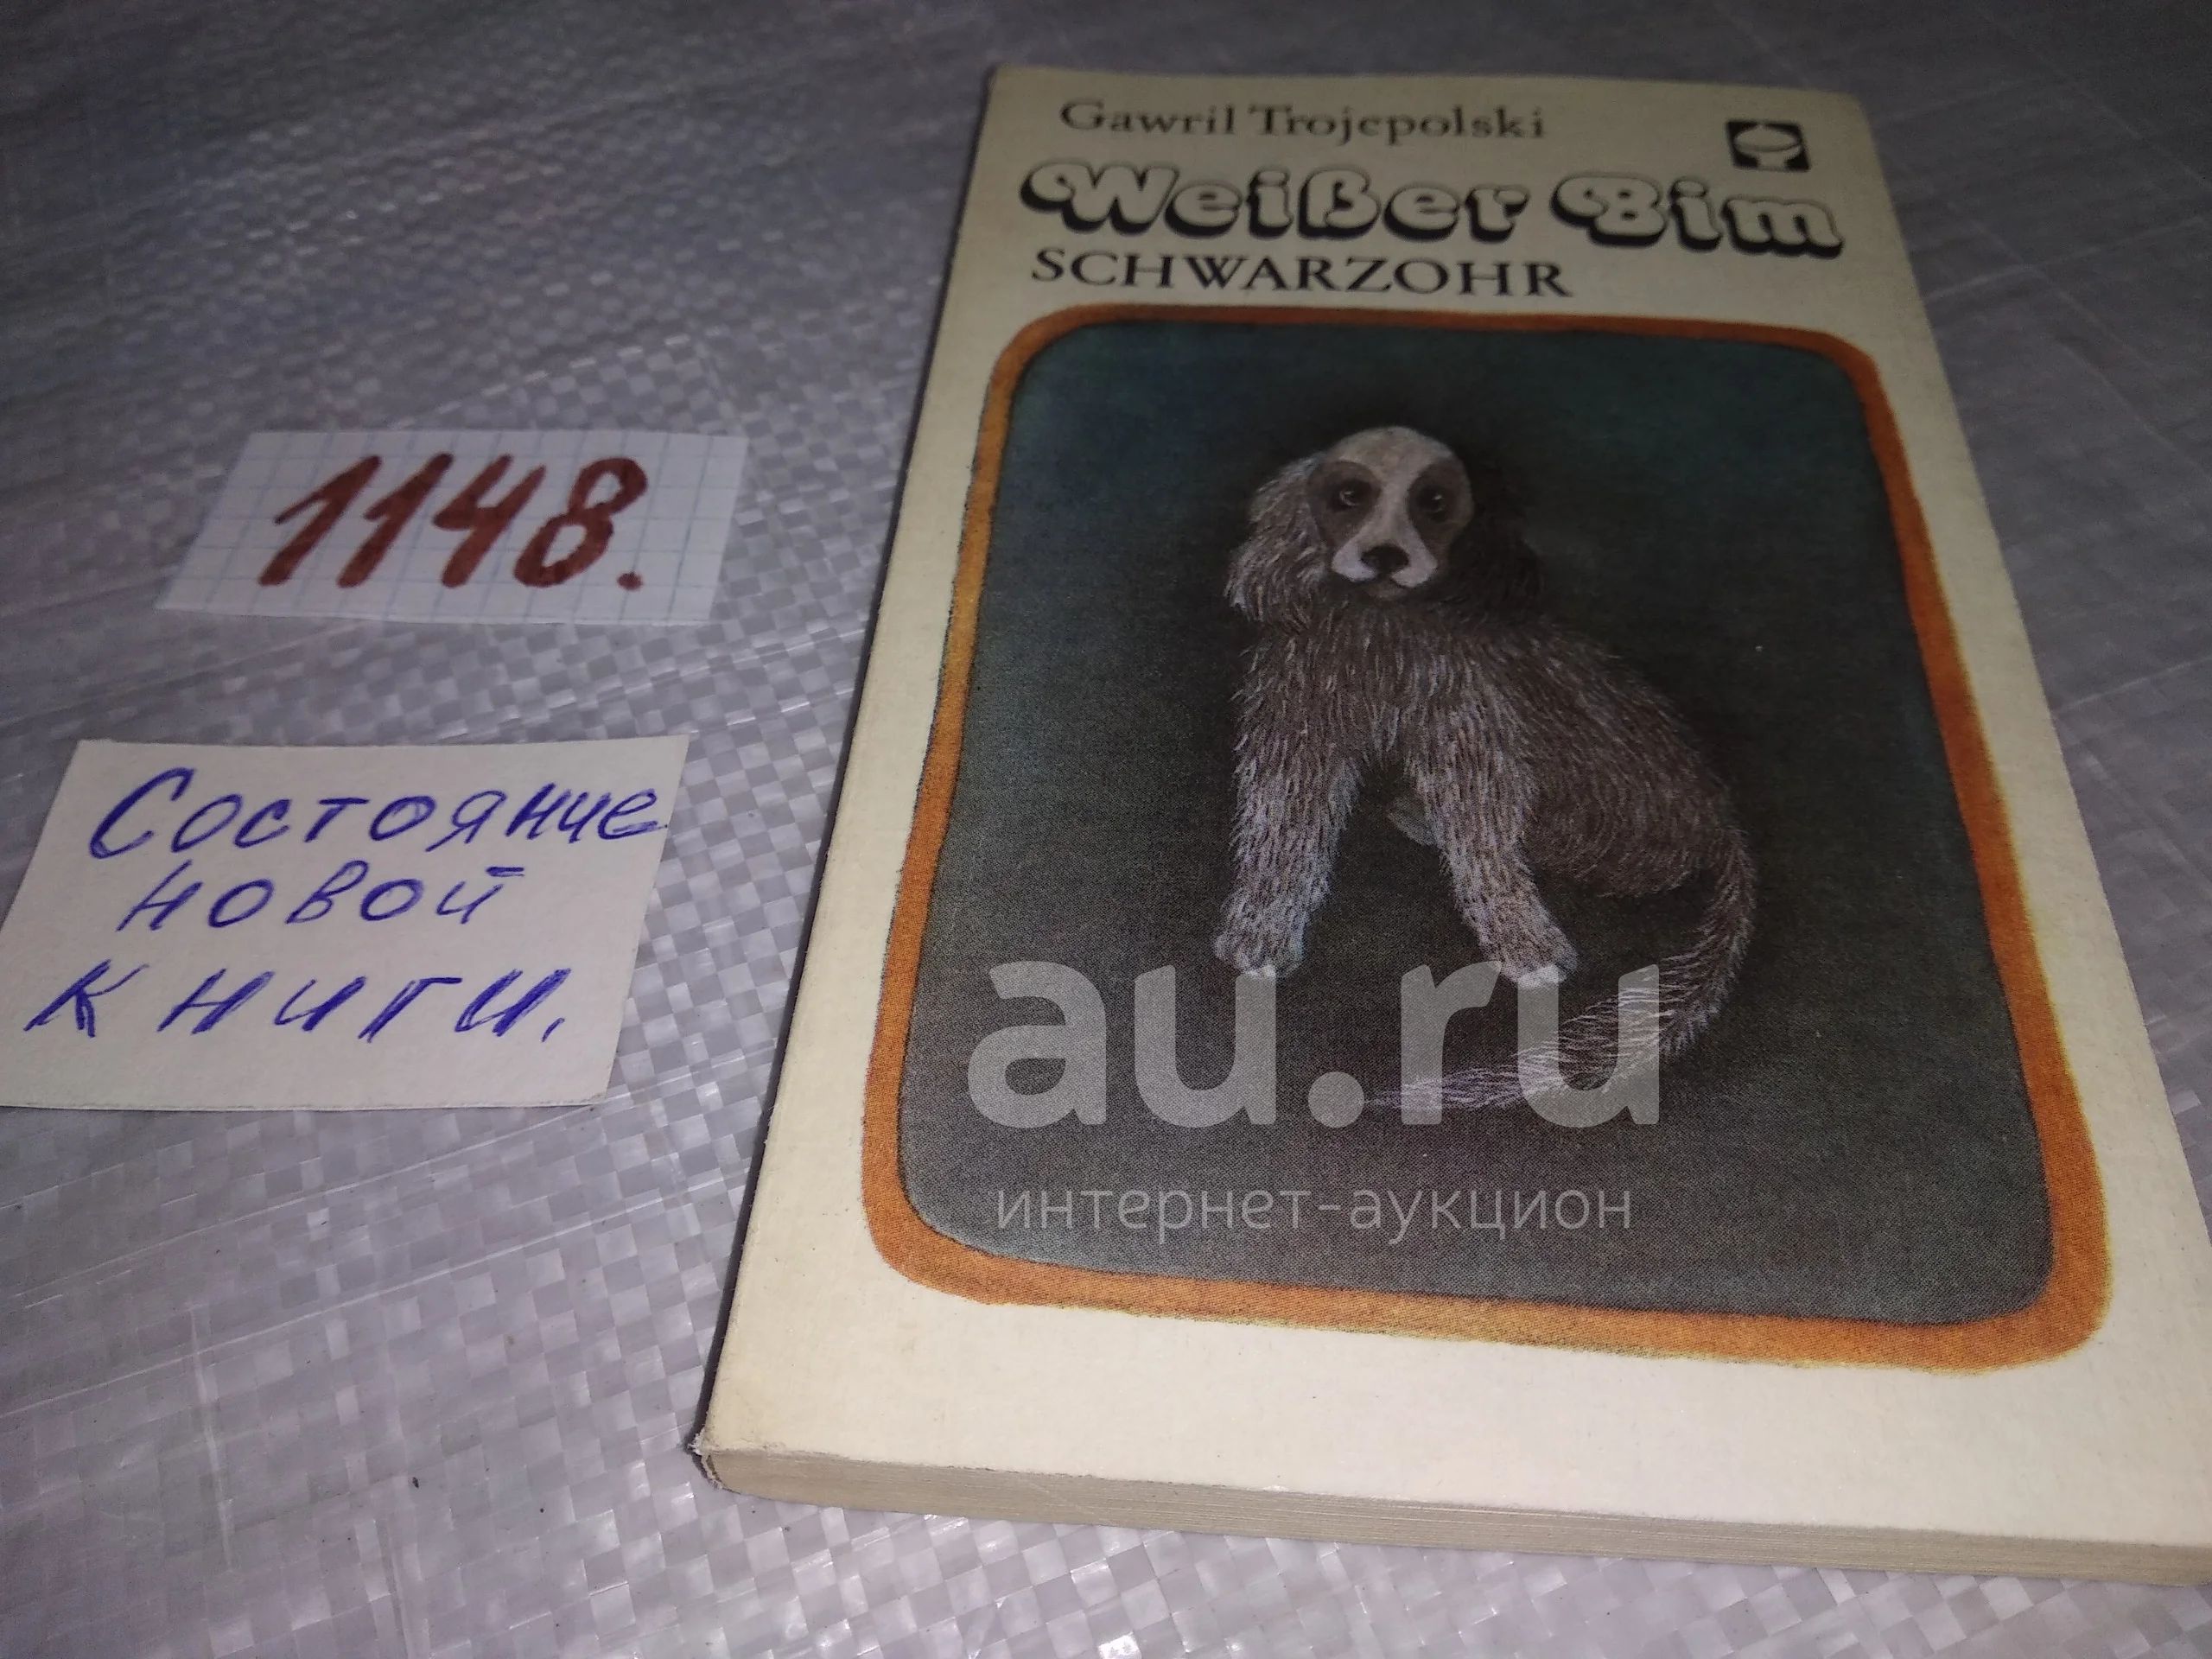 Gawril Trojepolski
Weißer Bim
SCHWARZOHR
1148.
Состояние
новой
книги.
au.ru
интернет-аукцион